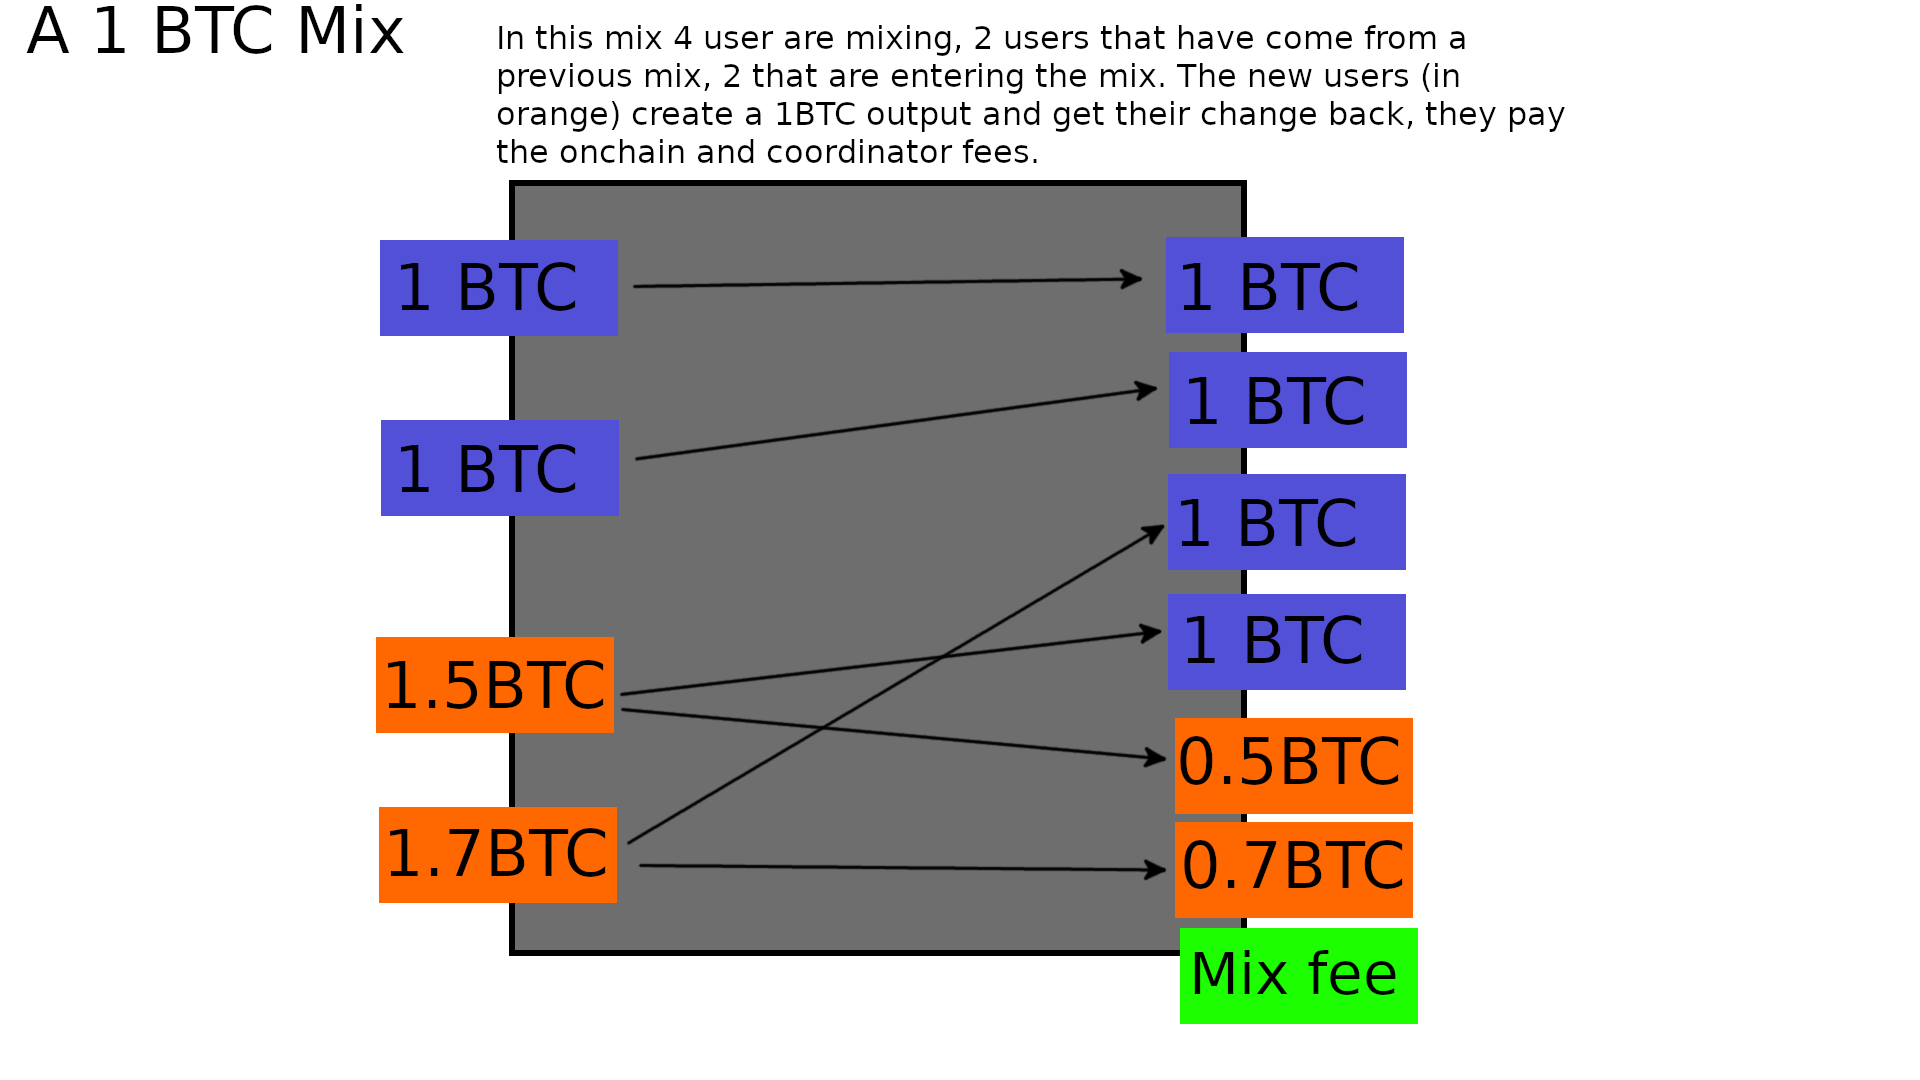 A 1 BTC Mix
In this mix 4 user are mixing, 2 users that have come from a
previous mix, 2 that are entering the mix. The new users (in
orange) create a 1BTC output and get their change back, they pay
the onchain and coordinator fees.
1 BTC
1 BTC
1.5BTC
1.7BTC
1 BTC
1 BTC
1 BTC
1 BTC
0.5BTC
0.7BTC
Mix fee